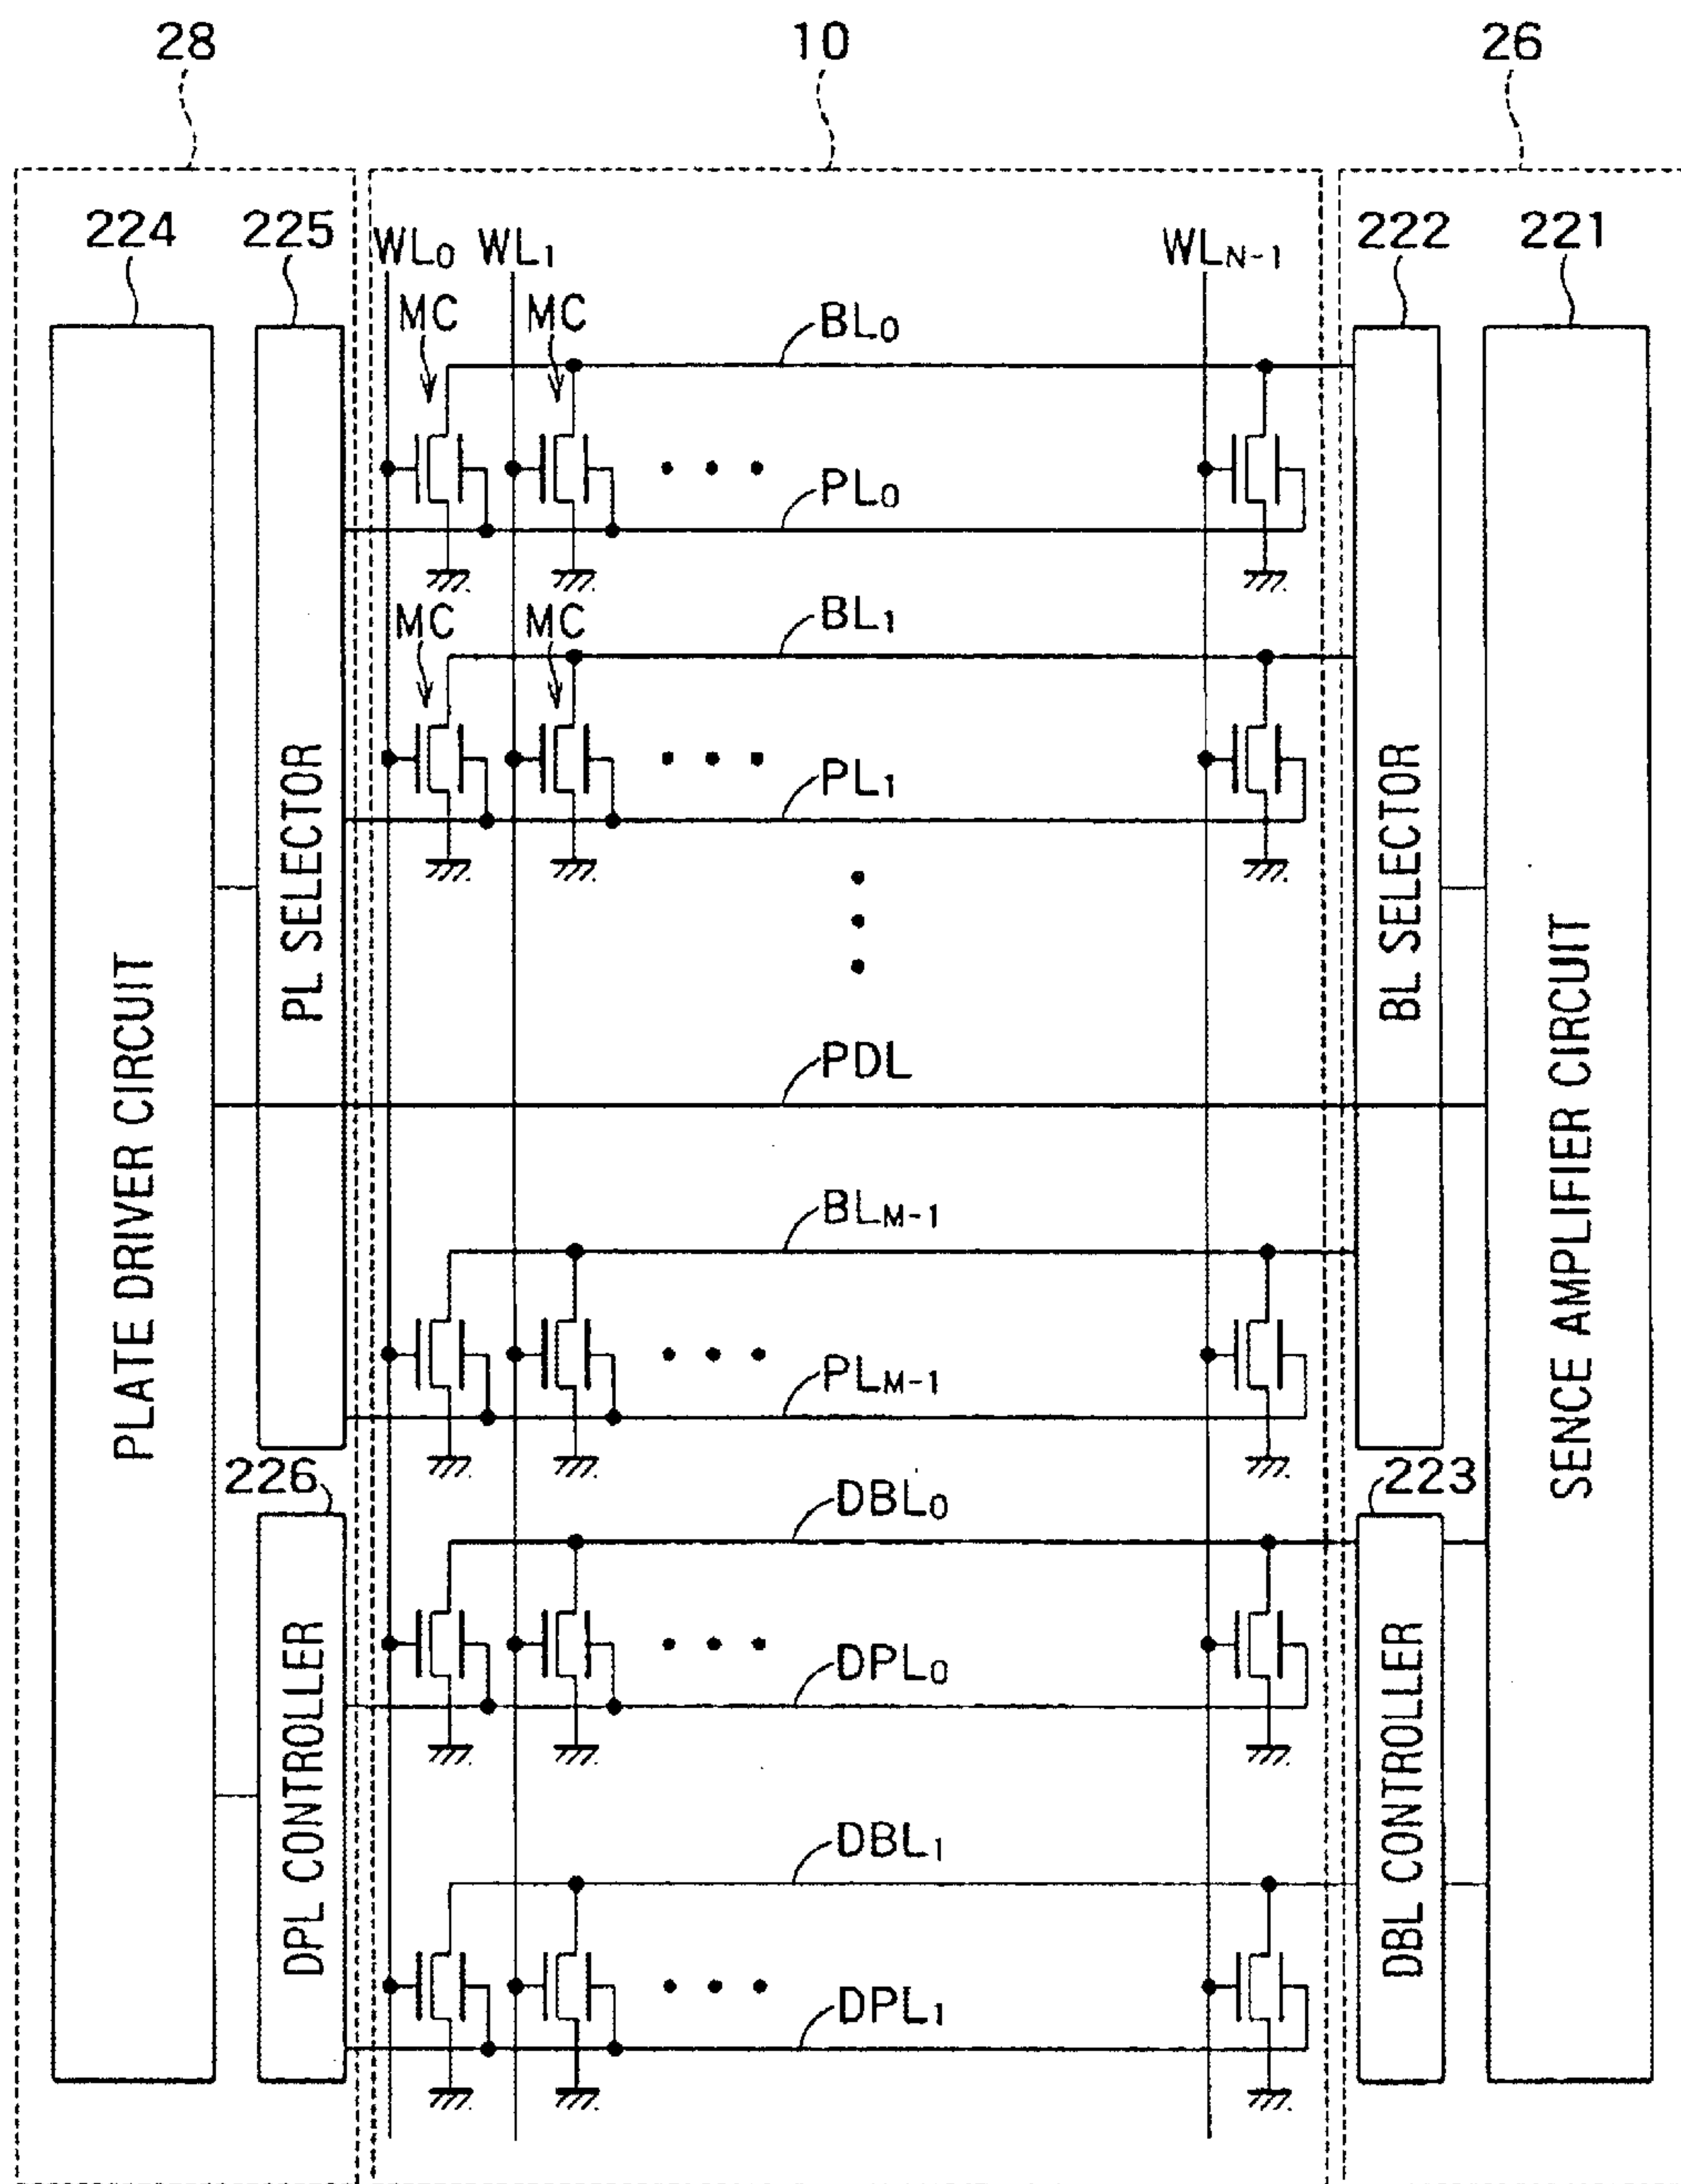 28 10 26
224 225 WL0 WL1 WLN-1 222 221
MC MC BL0
PL0
MC MC BL1
PL1
PL SELECTOR
BL SELECTOR
PDL
PLATE DRIVER CIRCUIT
SENCE AMPLIFIER CIRCUIT
BLM-1
PLM-1
226 DBL0 223
DPL0
DPL CONTROLLER
DBL CONTROLLER
DBL1
DPL1